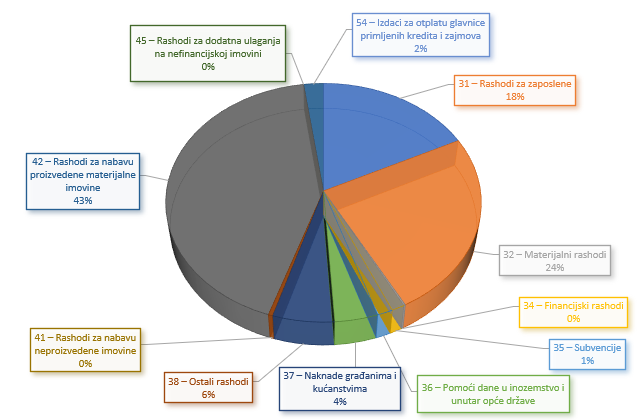 54 – Izdaci za otplatu glavnice
primljenih kredita i zajmova
2%
45 – Rashodi za dodatna ulaganja
na nefinancijskoj imovini
0%
31 – Rashodi za zaposlene
18%
42 – Rashodi za nabavu
proizvedene materijalne
imovine
43%
32 – Materijalni rashodi
24%
34 – Financijski rashodi
0%
35 – Subvencije
1%
41 – Rashodi za nabavu
neproizvedene imovine
0%
38 – Ostali rashodi
6%
37 – Naknade građanima i
kućanstvima
4%
36 – Pomoći dane u inozemstvo i
unutar opće države